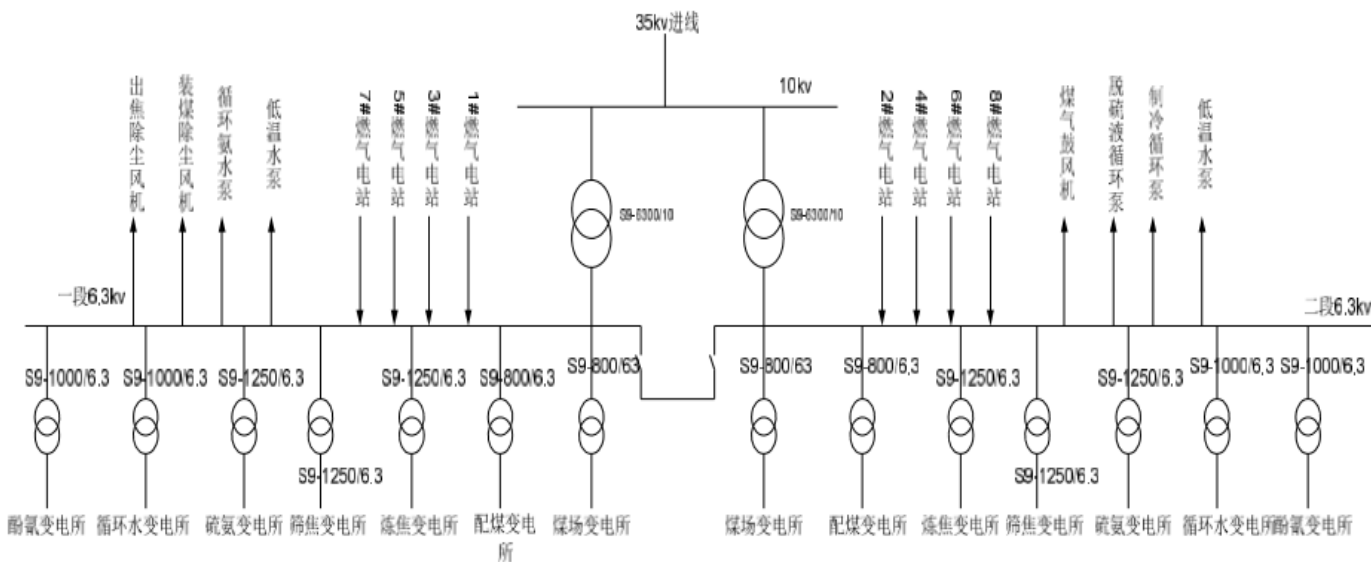 35kv进线
10kv
出焦除尘风机
装煤除尘风机
循环氨水泵
低温水泵
7#燃气电站
5#燃气电站
3#燃气电站
1#燃气电站
2#燃气电站
4#燃气电站
6#燃气电站
8#燃气电站
煤气鼓风机
脱硫液循环泵
制冷循环泵
低温水泵
S9-6300/10
S9-6300/10
一段6.3kv
二段6.3kv
S9-1000/6.3
S9-1000/6.3
S9-1250/6.3
S9-1250/6.3
S9-1250/6.3
S9-800/6.3
S9-800/63
S9-800/63
S9-800/6.3
S9-1250/6.3
S9-1250/6.3
S9-1250/6.3
S9-1000/6.3
S9-1000/6.3
酚氰变电所
循环水变电所
硫氨变电所
筛焦变电所
炼焦变电所
配煤变电
所
煤场变电所
煤场变电所
配煤变电所
炼焦变电所
筛焦变电所
硫氨变电所
循环水变电所
酚氰变电所